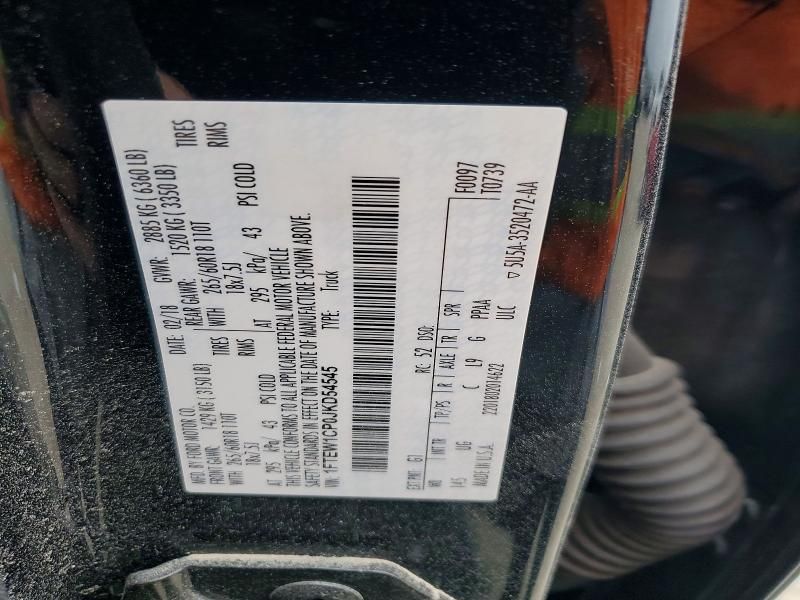 MFD. BY FORD MOTOR CO.
DATE: 02/18 GVWR: 2885 KG ( 6360 LB)
FRONT GAWR: 1429 KG ( 3150 LB) REAR GAWR: 1520 KG ( 3350 LB)
WITH 265/60R18 110T TIRES WITH 265/60R18 110T TIRES
18x7.5J RIMS 18x7.5J RIMS
AT 295 kPa/ 43 PSI COLD AT 295 kPa/ 43 PSI COLD
THIS VEHICLE CONFORMS TO ALL APPLICABLE FEDERAL MOTOR VEHICLE
SAFETY STANDARDS IN EFFECT ON THE DATE OF MANUFACTURE SHOWN ABOVE.
VIN: 1FTEW1CP0JKD54545 TYPE: Truck
EXT PNT: G1 RC: 52 DSO: F0097
WB INT TR TP/PS R AXLE TR SPR T0739
145 UG C L9 G PPAA
MADE IN U.S.A. 2201802014622 ULC
▽ 5U5A-3520472-AA